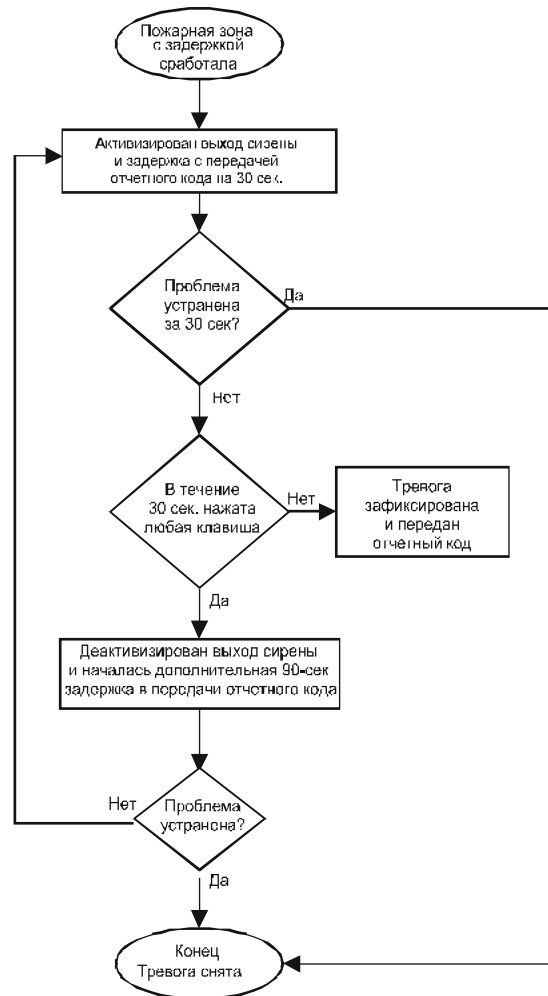 Пожарная зона
с задержкой
сработала
Активизирован выход сирены
и задержка с передачей
отчетного кода на 30 сек.
Проблема
устранена
за 30 сек?
Да
Нет
В течение
30 сек. нажата
любая клавиша
Нет
Тревога
зафиксирована
и передан
отчетный код
Да
Деактивизирован выход сирены
и началась дополнительная 90-сек
задержка в передачи отчетного кода
Нет
Проблема
устранена?
Да
Конец
Тревога снята